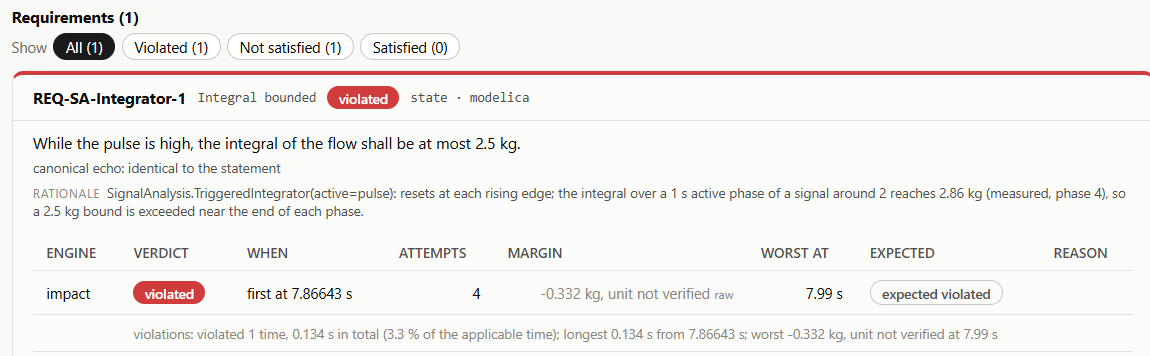 Requirements (1)
Show All (1) Violated (1) Not satisfied (1) Satisfied (0)
REQ-SA-Integrator-1 Integral bounded violated state · modelica
While the pulse is high, the integral of the flow shall be at most 2.5 kg.
canonical echo: identical to the statement
RATIONALE SignalAnalysis.TriggeredIntegrator(active=pulse): resets at each rising edge; the integral over a 1 s active phase of a signal around 2 reaches 2.86 kg (measured, phase 4), so
a 2.5 kg bound is exceeded near the end of each phase.
ENGINE VERDICT WHEN ATTEMPTS MARGIN WORST AT EXPECTED REASON
impact violated first at 7.86643 s 4 -0.332 kg, unit not verified raw 7.99 s expected violated
violations: violated 1 time, 0.134 s in total (3.3 % of the applicable time); longest 0.134 s from 7.86643 s; worst -0.332 kg, unit not verified at 7.99 s